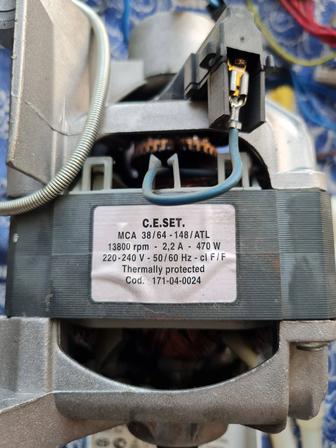 C.E.SET.
MCA 38/64 - 148/ATL
13800 rpm - 2,2 A - 470 W
220-240 V - 50/60 Hz - cl F/F
Thermally protected
Cod. 171-04-0024